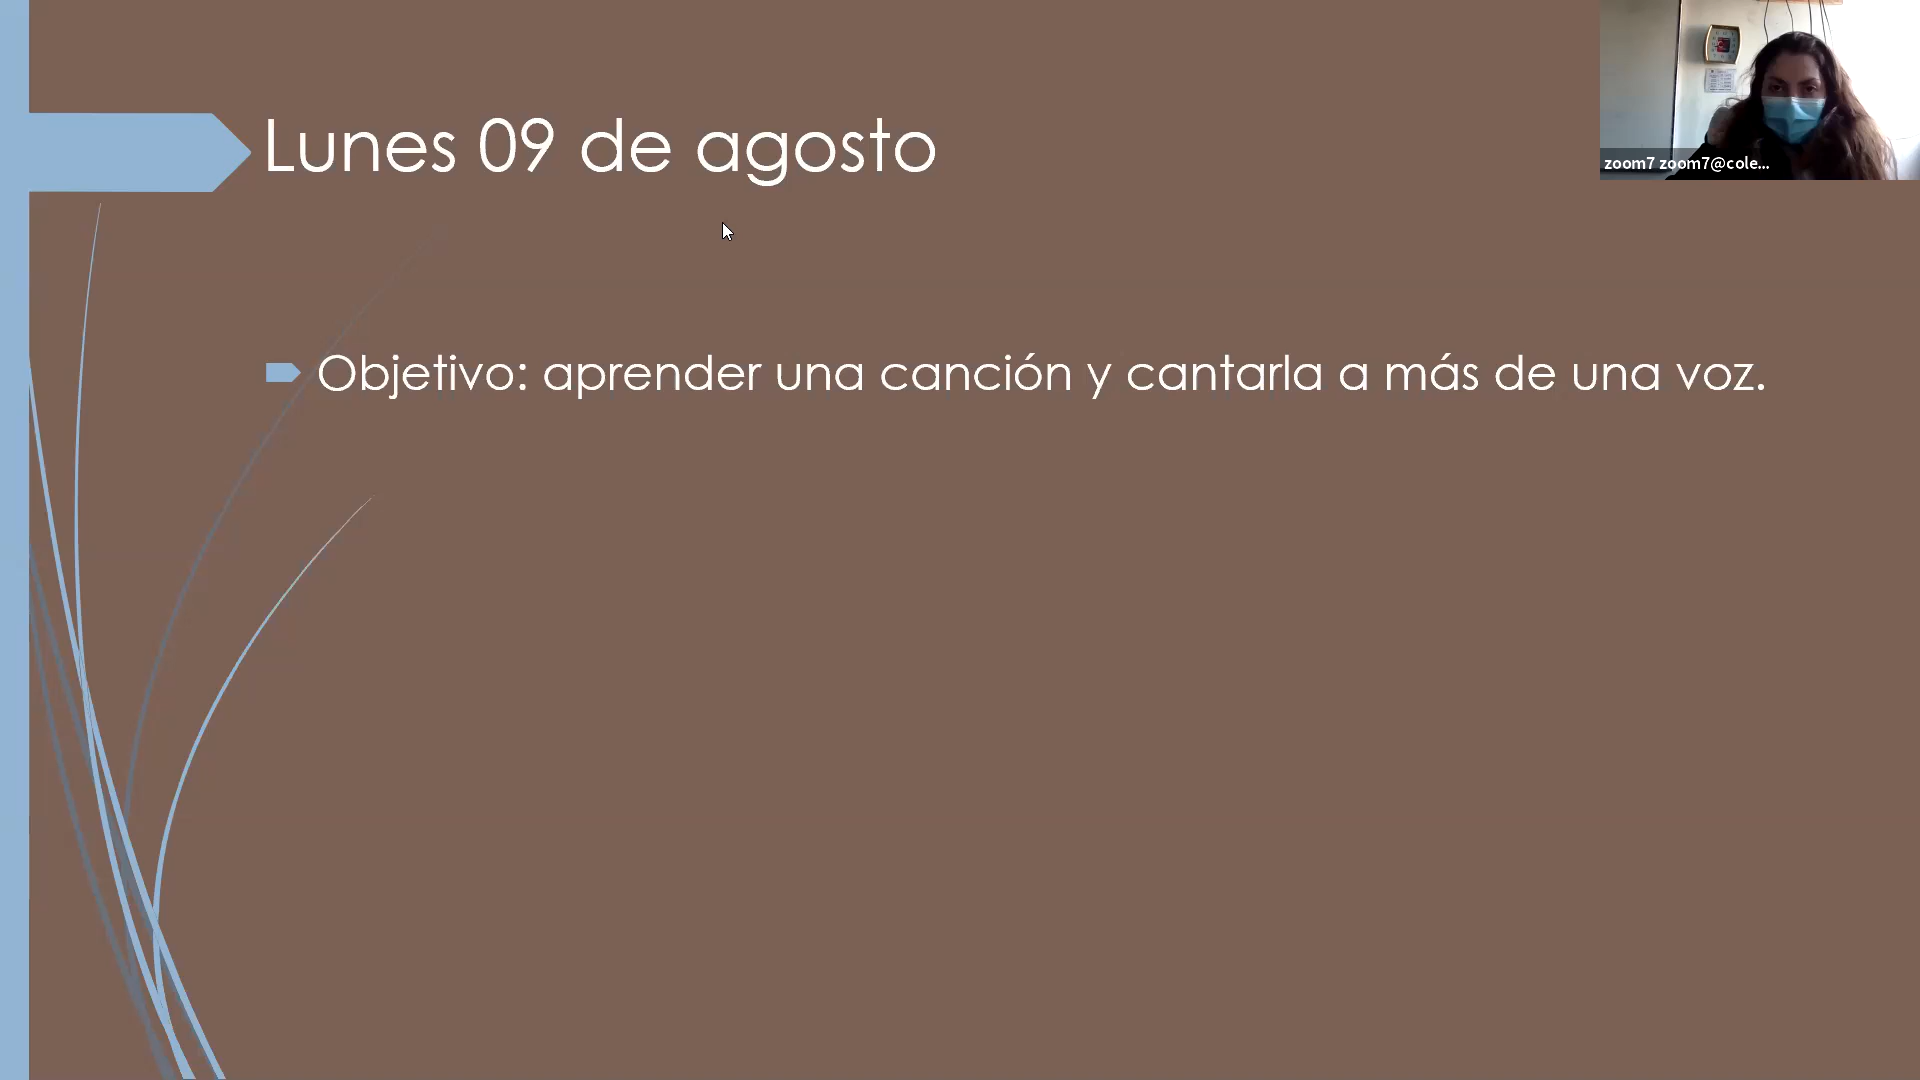 Lunes 09 de agosto
Objetivo: aprender una canción y cantarla a más de una voz.
zoom7 zoom7@cole...